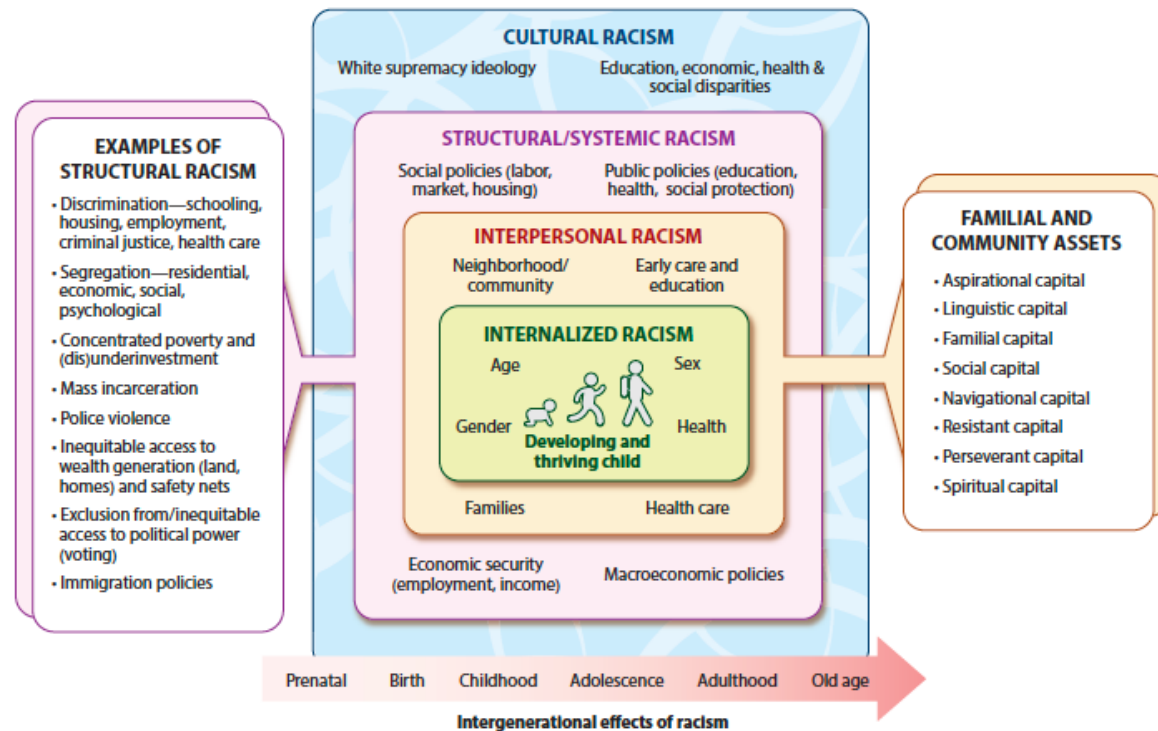 CULTURAL RACISM
White supremacy ideology
Education, economic, health &
social disparities
STRUCTURAL/SYSTEMIC RACISM
Social policies (labor,
market, housing)
Public policies (education,
health, social protection)
INTERPERSONAL RACISM
Neighborhood/
community
Early care and
education
INTERNALIZED RACISM
Age
Sex
Gender
Health
Developing and
thriving child
Families
Health care
Economic security
(employment, income)
Macroeconomic policies
EXAMPLES OF
STRUCTURAL RACISM
• Discrimination—schooling,
housing, employment,
criminal justice, health care
• Segregation—residential,
economic, social,
psychological
• Concentrated poverty and
(dis)underinvestment
• Mass incarceration
• Police violence
• Inequitable access to
wealth generation (land,
homes) and safety nets
• Exclusion from/inequitable
access to political power
(voting)
• Immigration policies
FAMILIAL AND
COMMUNITY ASSETS
• Aspirational capital
• Linguistic capital
• Familial capital
• Social capital
• Navigational capital
• Resistant capital
• Perseverant capital
• Spiritual capital
Prenatal Birth Childhood Adolescence Adulthood Old age
Intergenerational effects of racism